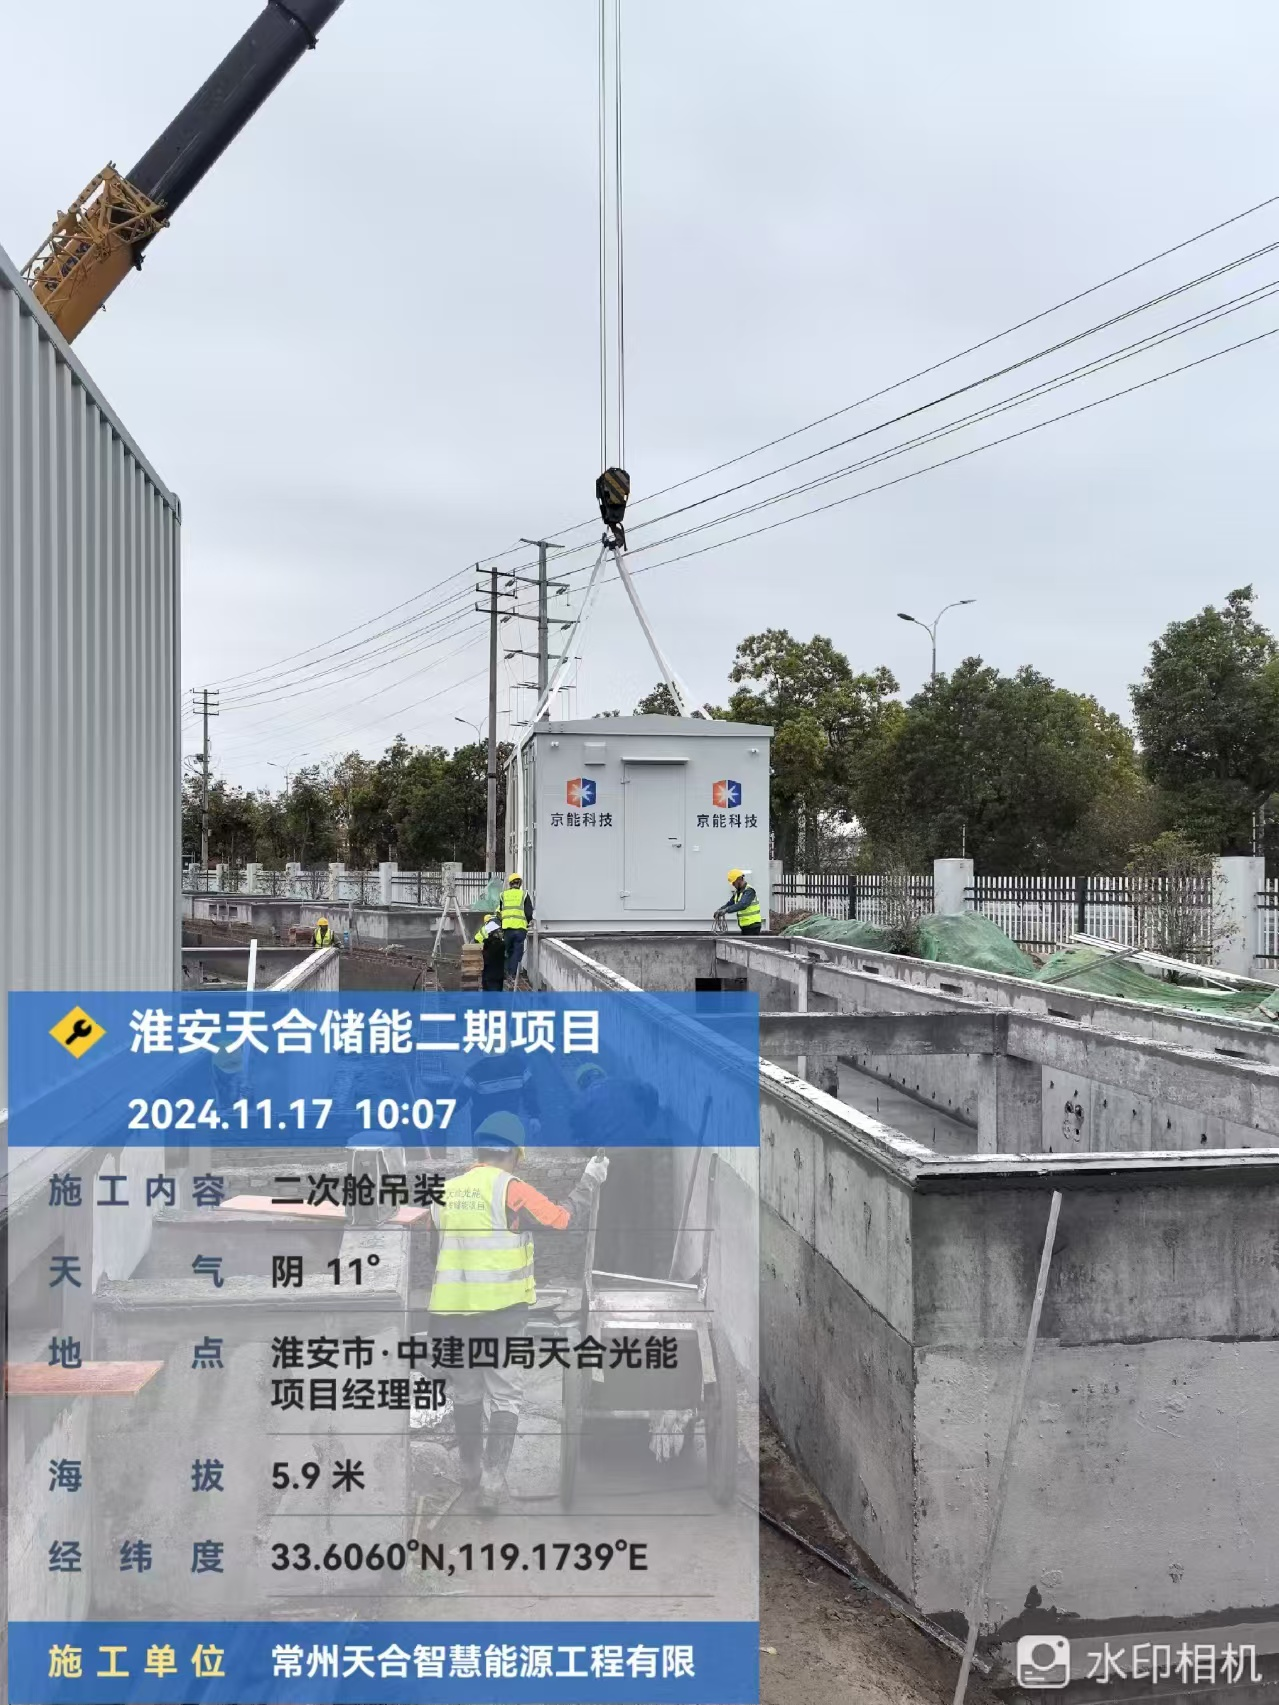 京能科技
京能科技
淮安天合储能二期项目
2024.11.17 10:07
施工内容 二次舱吊装
天气 阴 11°
地点 淮安市·中建四局天合光能
项目经理部
海拔 5.9 米
经纬度 33.6060°N,119.1739°E
施工单位 常州天合智慧能源工程有限
水印相机